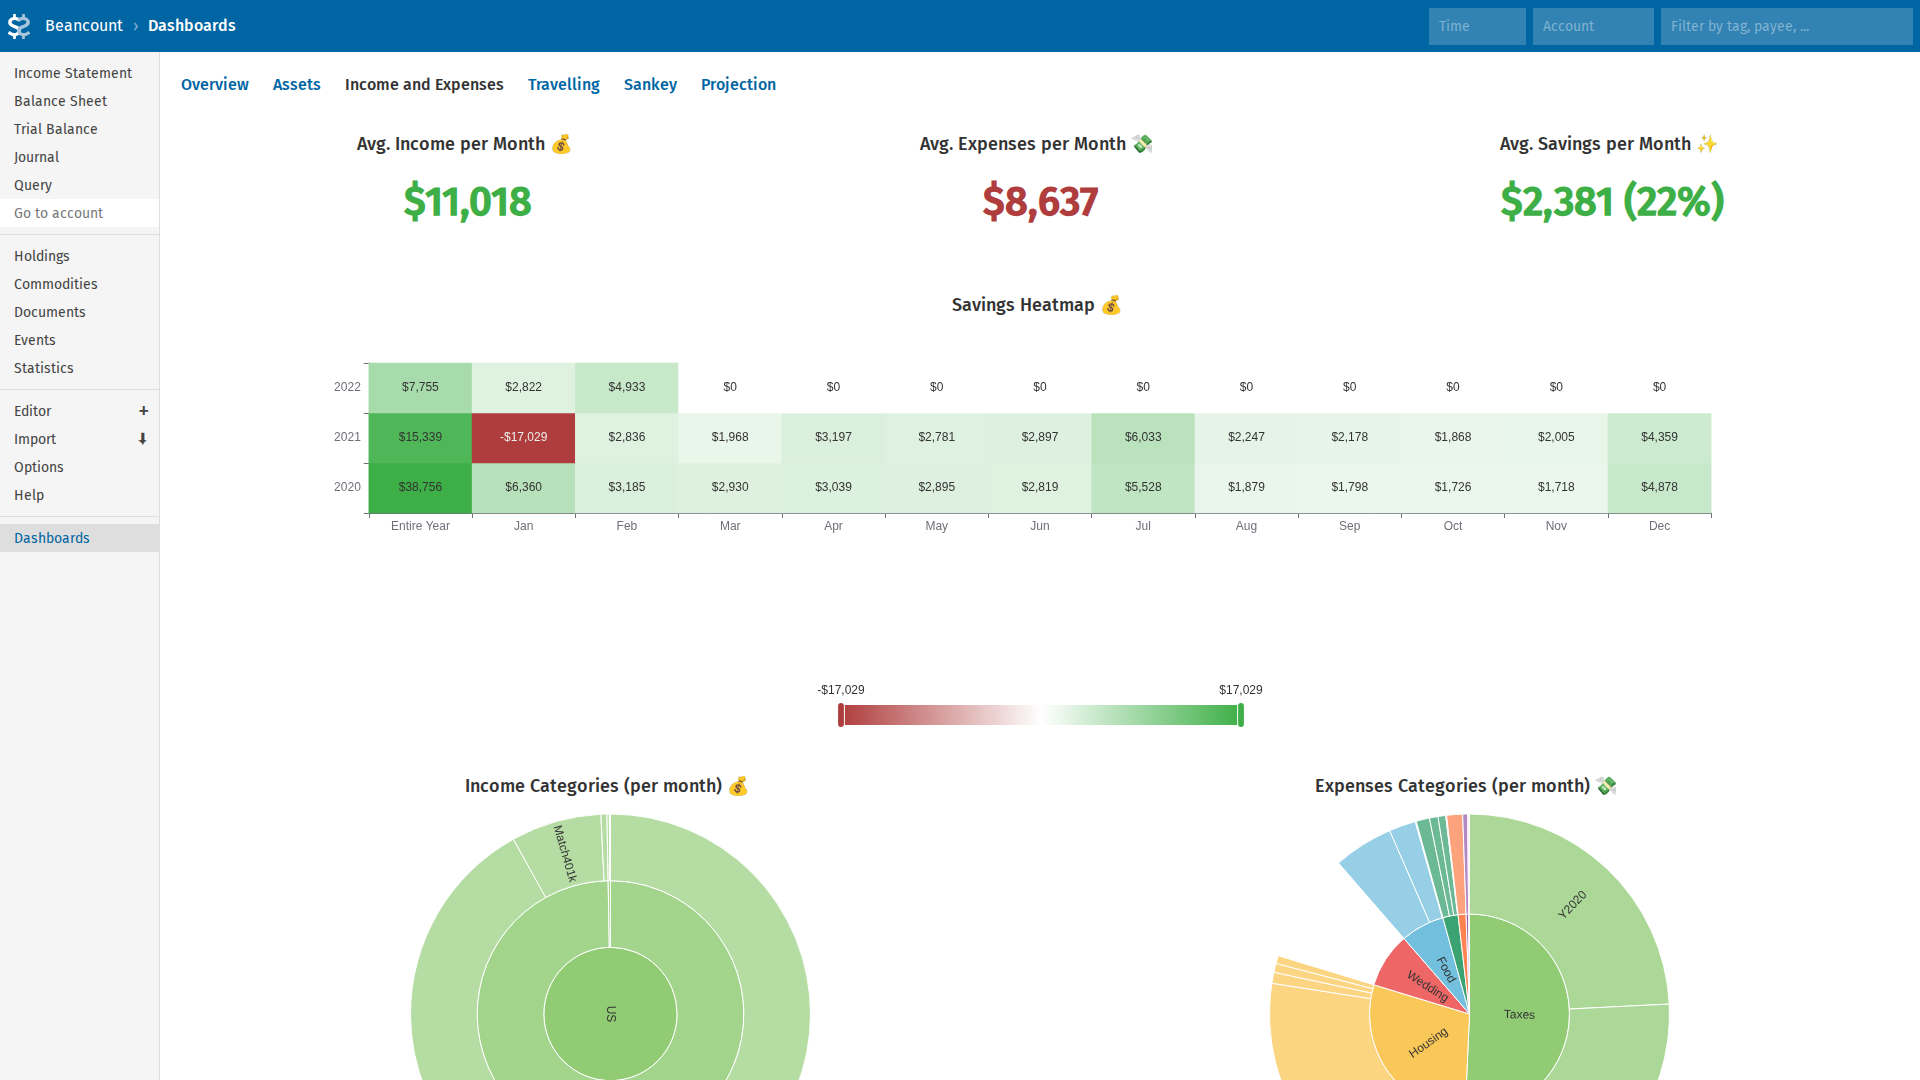 Beancount › Dashboards
Time
Account
Filter by tag, payee, ...
Income Statement
Balance Sheet
Trial Balance
Journal
Query
Go to account
Holdings
Commodities
Documents
Events
Statistics
Editor +
Import
Options
Help
Dashboards
Overview Assets Income and Expenses Travelling Sankey Projection
Avg. Income per Month 💰
$11,018
Avg. Expenses per Month 💸
$8,637
Avg. Savings per Month ✨
$2,381 (22%)
Savings Heatmap 💰
2022 $7,755 $2,822 $4,933 $0 $0 $0 $0 $0 $0 $0 $0 $0 $0
2021 $15,339 -$17,029 $2,836 $1,968 $3,197 $2,781 $2,897 $6,033 $2,247 $2,178 $1,868 $2,005 $4,359
2020 $38,756 $6,360 $3,185 $2,930 $3,039 $2,895 $2,819 $5,528 $1,879 $1,798 $1,726 $1,718 $4,878
Entire Year Jan Feb Mar Apr May Jun Jul Aug Sep Oct Nov Dec
-$17,029 $17,029
Income Categories (per month) 💰
Match401k
US
Expenses Categories (per month) 💸
Y2020
Food
Wedding
Taxes
Housing